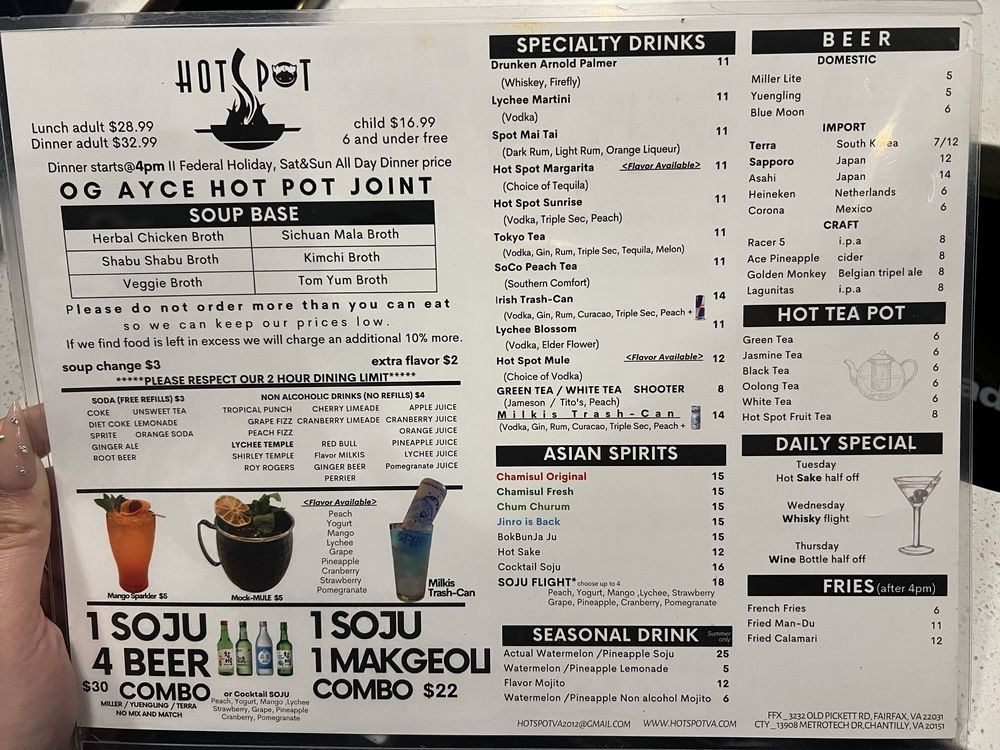 HOT SPOT
Lunch adult $28.99
Dinner adult $32.99
child $16.99
6 and under free
Dinner starts@4pm II Federal Holiday, Sat&Sun All Day Dinner price
OG AYCE HOT POT JOINT
SOUP BASE
Herbal Chicken Broth Sichuan Mala Broth
Shabu Shabu Broth Kimchi Broth
Veggie Broth Tom Yum Broth
Please do not order more than you can eat
so we can keep our prices low.
If we find food is left in excess we will charge an additional 10% more.
soup change $3 extra flavor $2
*****PLEASE RESPECT OUR 2 HOUR DINING LIMIT*****
SODA (FREE REFILLS) $3
COKE UNSWEET TEA
DIET COKE LEMONADE
SPRITE ORANGE SODA
GINGER ALE
ROOT BEER
NON ALCOHOLIC DRINKS (NO REFILLS) $4
TROPICAL PUNCH CHERRY LIMEADE APPLE JUICE
GRAPE FIZZ CRANBERRY LIMEADE CRANBERRY JUICE
PEACH FIZZ ORANGE JUICE
LYCHEE TEMPLE RED BULL PINEAPPLE JUICE
SHIRLEY TEMPLE Flavor MILKIS LYCHEE JUICE
ROY ROGERS GINGER BEER Pomegranate JUICE
PERRIER
Mango Sparkler $5
Mock-MULE $5
<Flavor Available>
Peach
Yogurt
Mango
Lychee
Grape
Pineapple
Cranberry
Strawberry
Pomegranate
Milkis
Trash-Can
1 SOJU
4 BEER
$30 COMBO
MILLER / YUENGLING / TERRA
NO MIX AND MATCH
or Cocktail SOJU
Peach, Yogurt, Mango ,Lychee
Strawberry, Grape, Pineapple
Cranberry, Pomegranate
1 SOJU
1 MAKGEOLI
COMBO $22
SPECIALTY DRINKS
Drunken Arnold Palmer 11
(Whiskey, Firefly)
Lychee Martini 11
(Vodka)
Spot Mai Tai 11
(Dark Rum, Light Rum, Orange Liqueur)
Hot Spot Margarita <Flavor Available> 11
(Choice of Tequila)
Hot Spot Sunrise 11
(Vodka, Triple Sec, Peach)
Tokyo Tea 11
(Vodka, Gin, Rum, Triple Sec, Tequila, Melon)
SoCo Peach Tea 11
(Southern Comfort)
Irish Trash-Can 14
(Vodka, Gin, Rum, Curacao, Triple Sec, Peach +
Lychee Blossom 11
(Vodka, Elder Flower)
Hot Spot Mule <Flavor Available> 12
(Choice of Vodka)
GREEN TEA / WHITE TEA SHOOTER 8
(Jameson / Tito's, Peach)
Milkis Trash-Can 14
(Vodka, Gin, Rum, Curacao, Triple Sec, Peach +
ASIAN SPIRITS
Chamisul Original 15
Chamisul Fresh 15
Chum Churum 15
Jinro is Back 15
BokBunJa Ju 15
Hot Sake 12
Cocktail Soju 16
SOJU FLIGHT*choose up to 4 18
Peach, Yogurt, Mango ,Lychee, Strawberry
Grape, Pineapple, Cranberry, Pomegranate
SEASONAL DRINK Summer only
Actual Watermelon /Pineapple Soju 25
Watermelon /Pineapple Lemonade 5
Flavor Mojito 12
Watermelon /Pineapple Non alcohol Mojito 6
HOTSPOTVA2012@GMAIL.COM WWW.HOTSPOTVA.COM
BEER
DOMESTIC
Miller Lite 5
Yuengling 5
Blue Moon 6
IMPORT
Terra South Korea 7/12
Sapporo Japan 12
Asahi Japan 14
Heineken Netherlands 6
Corona Mexico 6
CRAFT
Racer 5 i.p.a 8
Ace Pineapple cider 8
Golden Monkey Belgian tripel ale 8
Lagunitas i.p.a 8
HOT TEA POT
Green Tea 6
Jasmine Tea 6
Black Tea 6
Oolong Tea 6
White Tea 6
Hot Spot Fruit Tea 8
DAILY SPECIAL
Tuesday
Hot Sake half off
Wednesday
Whisky flight
Thursday
Wine Bottle half off
FRIES (after 4pm)
French Fries 6
Fried Man-Du 11
Fried Calamari 12
FFX _ 3232 OLD PICKETT RD, FAIRFAX, VA 22031
CTY _ 13908 METROTECH DR,CHANTILLY, VA 20151